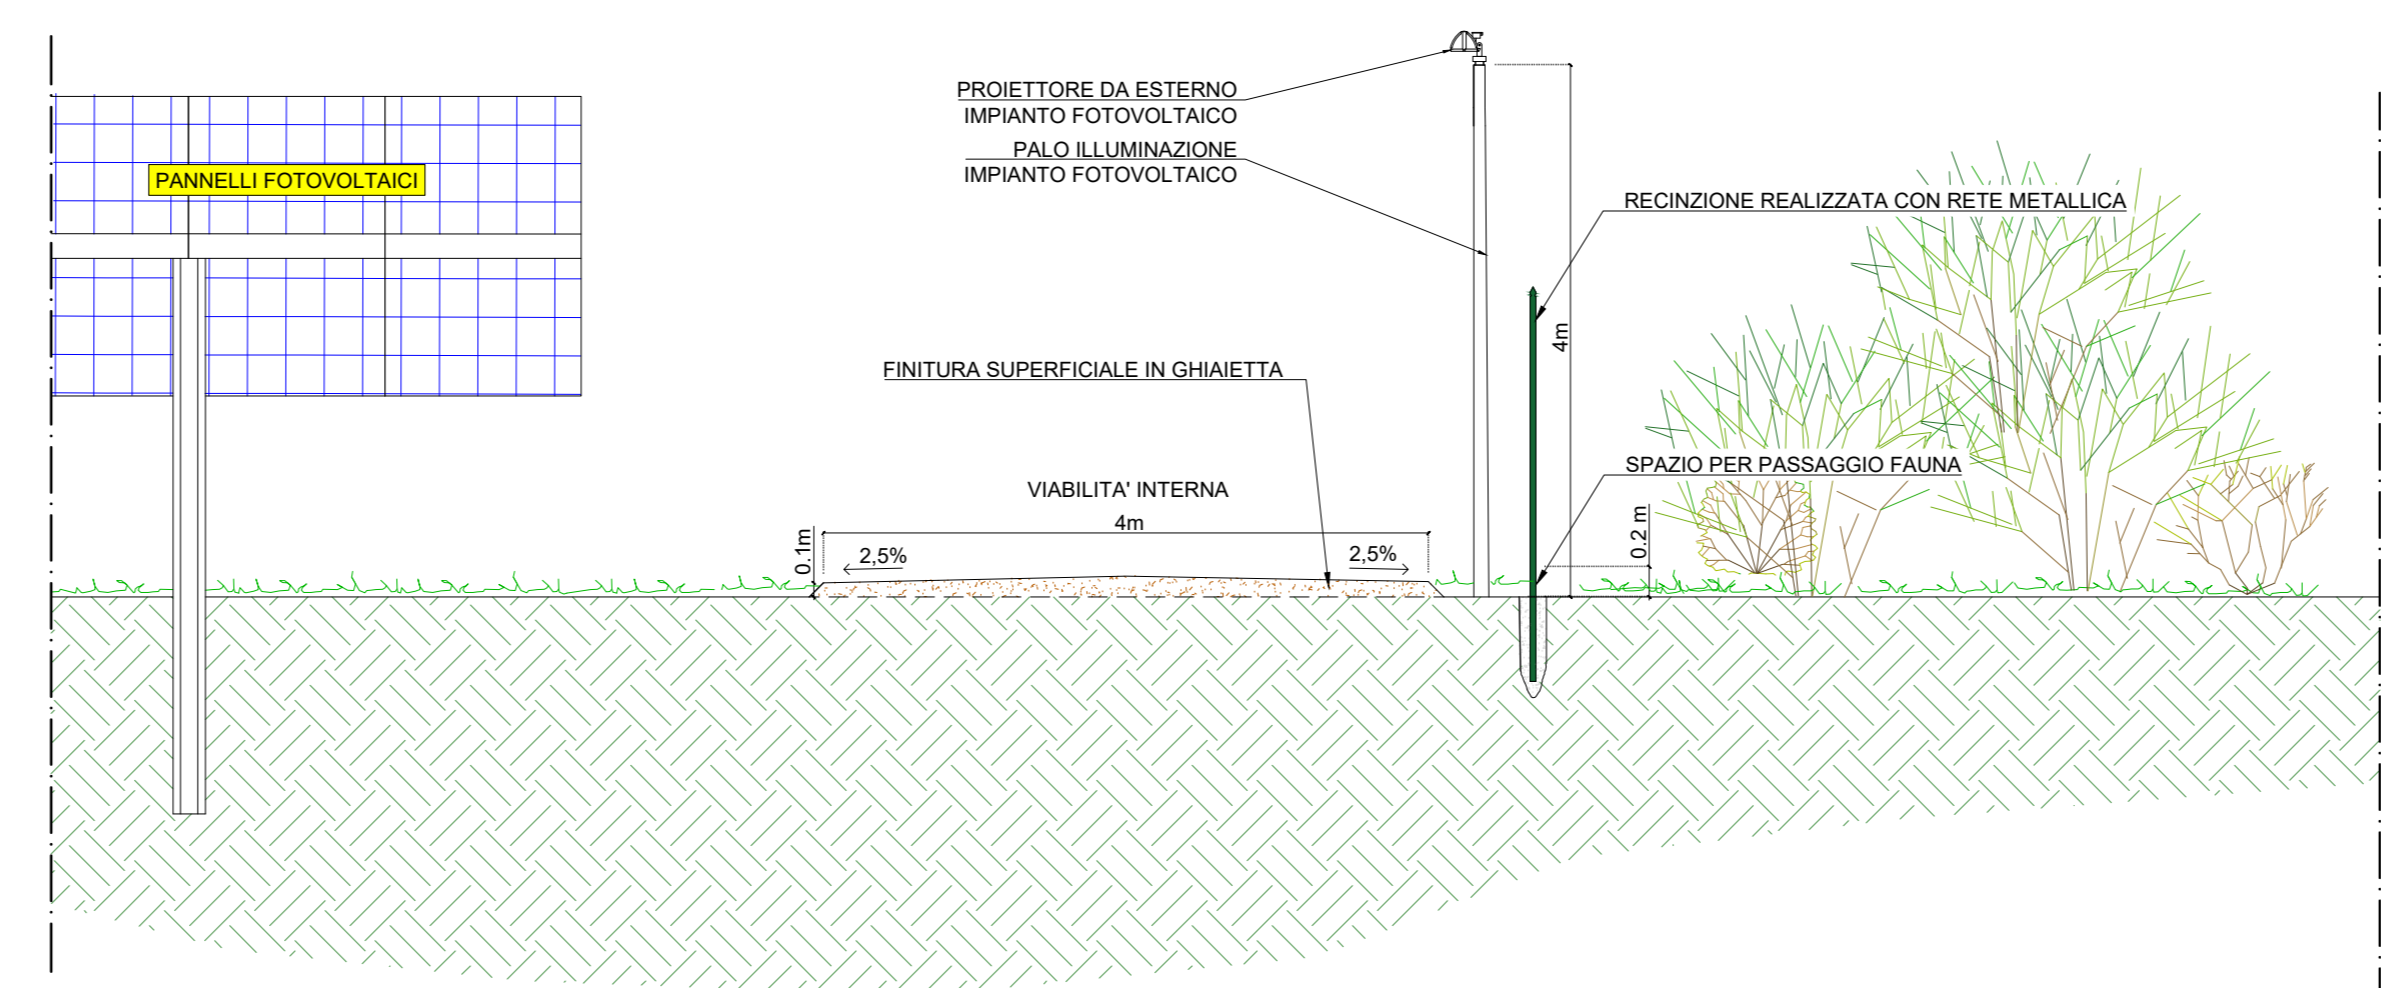 PROIETTORE DA ESTERNO
IMPIANTO FOTOVOLTAICO
PALO ILLUMINAZIONE
IMPIANTO FOTOVOLTAICO
PANNELLI FOTOVOLTAICI
RECINZIONE REALIZZATA CON RETE METALLICA
4m
FINITURA SUPERFICIALE IN GHIAIETTA
SPAZIO PER PASSAGGIO FAUNA
VIABILITA' INTERNA
4m
0.1m
2,5%
2,5%
0.2 m